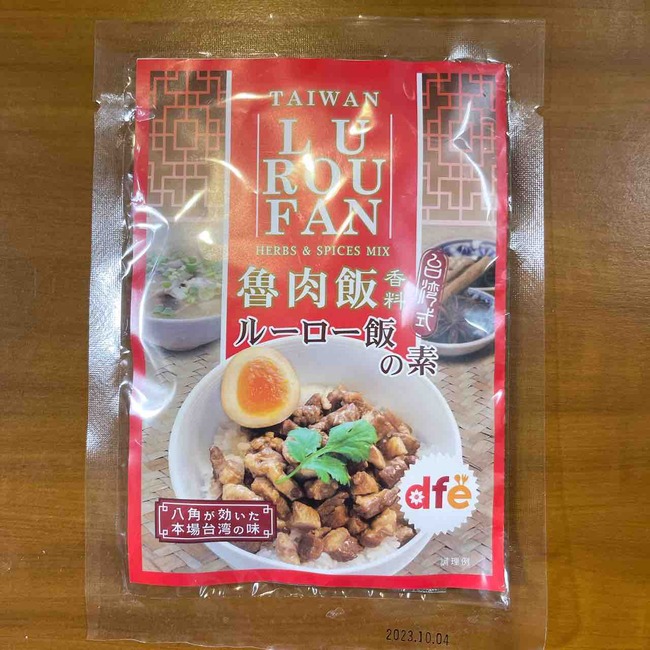 TAIWAN
LU
ROU
FAN
HERBS & SPICES MIX
魯肉飯 香料
台湾式
ルーロー飯
の素
dfe
八角が効いた
本場台湾の味
調理例
2023.10.04